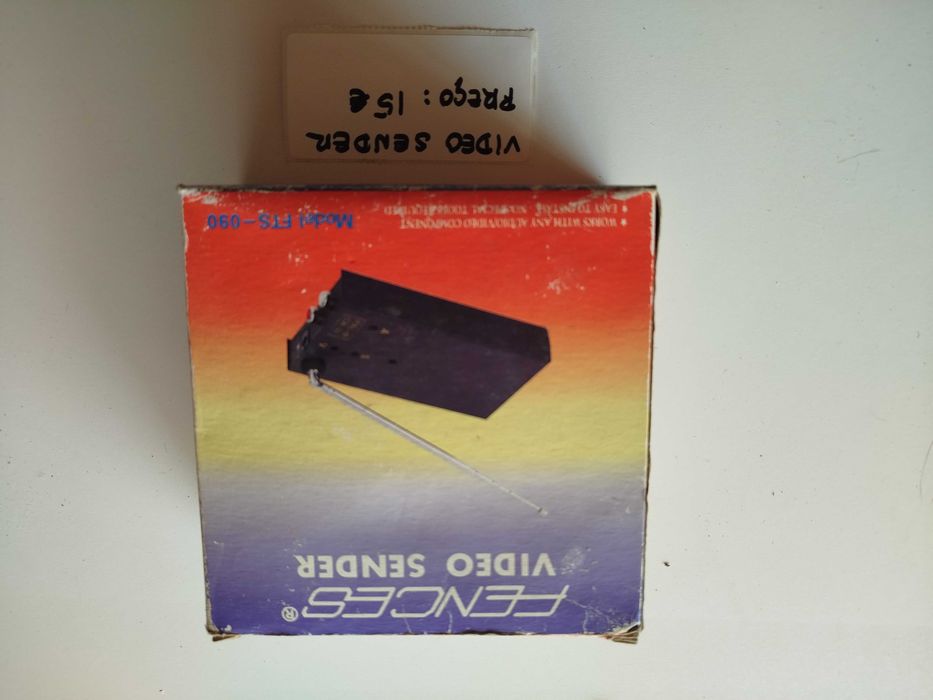 FENCES®
VIDEO SENDER
* EASY TO INSTALL NO SPECIAL TOOLS REQUIRED
* WORKS WITH ANY AUDIO/VIDEO COMPONENT
Model FTS-090
VIDEO SENDER
PREÇO: 15€